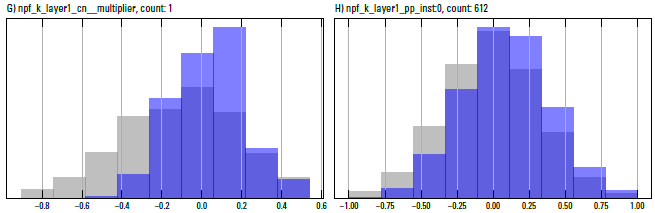 G) npf_k_layer1_cn__multiplier, count: 1
H) npf_k_layer1_pp_inst:0, count: 612
−0.8 −0.6 −0.4 −0.2 0.0 0.2 0.4 0.6
−1.00 −0.75 −0.50 −0.25 0.00 0.25 0.50 0.75 1.00